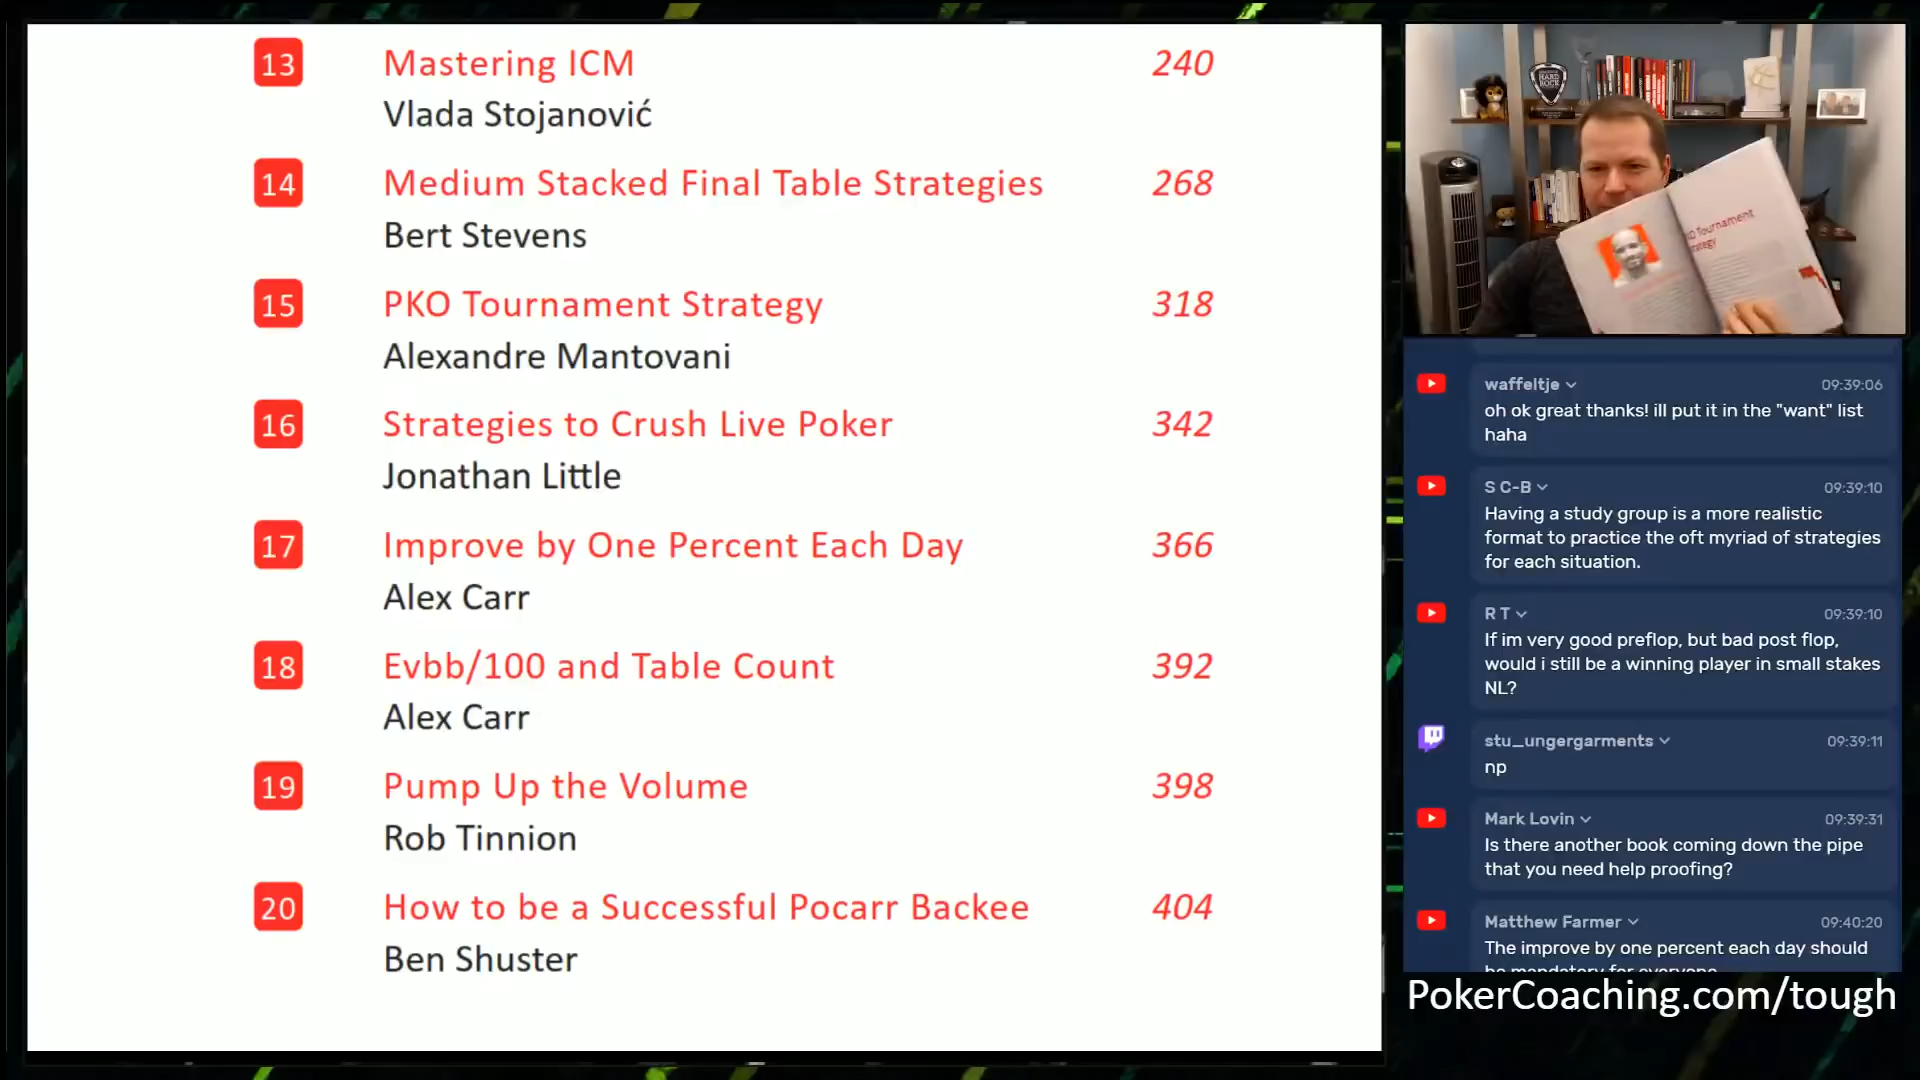 13 Mastering ICM 240
Vlada Stojanović
14 Medium Stacked Final Table Strategies 268
Bert Stevens
15 PKO Tournament Strategy 318
Alexandre Mantovani
16 Strategies to Crush Live Poker 342
Jonathan Little
17 Improve by One Percent Each Day 366
Alex Carr
18 Evbb/100 and Table Count 392
Alex Carr
19 Pump Up the Volume 398
Rob Tinnion
20 How to be a Successful Pocarr Backee 404
Ben Shuster
HARD
ROCK
Tournament
waffeltje 09:39:06
oh ok great thanks! ill put it in the "want" list
haha
S C-B 09:39:10
Having a study group is a more realistic
format to practice the oft myriad of strategies
for each situation.
R T 09:39:10
If im very good preflop, but bad post flop,
would i still be a winning player in small stakes
NL?
stu_ungergarments 09:39:11
np
Mark Lovin 09:39:31
Is there another book coming down the pipe
that you need help proofing?
Matthew Farmer 09:40:20
The improve by one percent each day should
be mandatory for everyone
PokerCoaching.com/tough